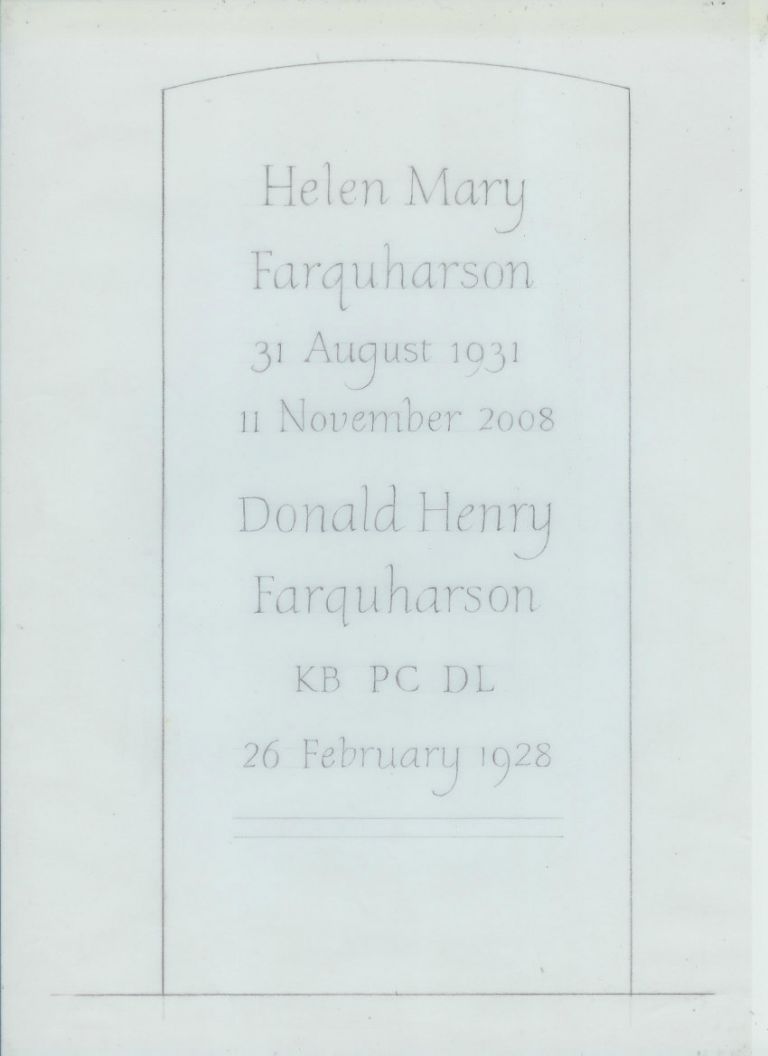 Helen Mary
Farquharson
31 August 1931
11 November 2008
Donald Henry
Farquharson
KB PC DL
26 February 1928